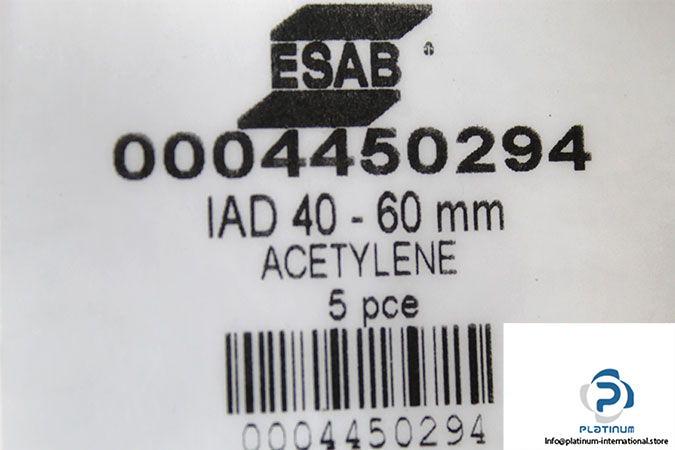 ESAB ®
0004450294
IAD 40 - 60 mm
ACETYLENE
5 pce
0004450294
PLATINUM
Info@platinum-international.store